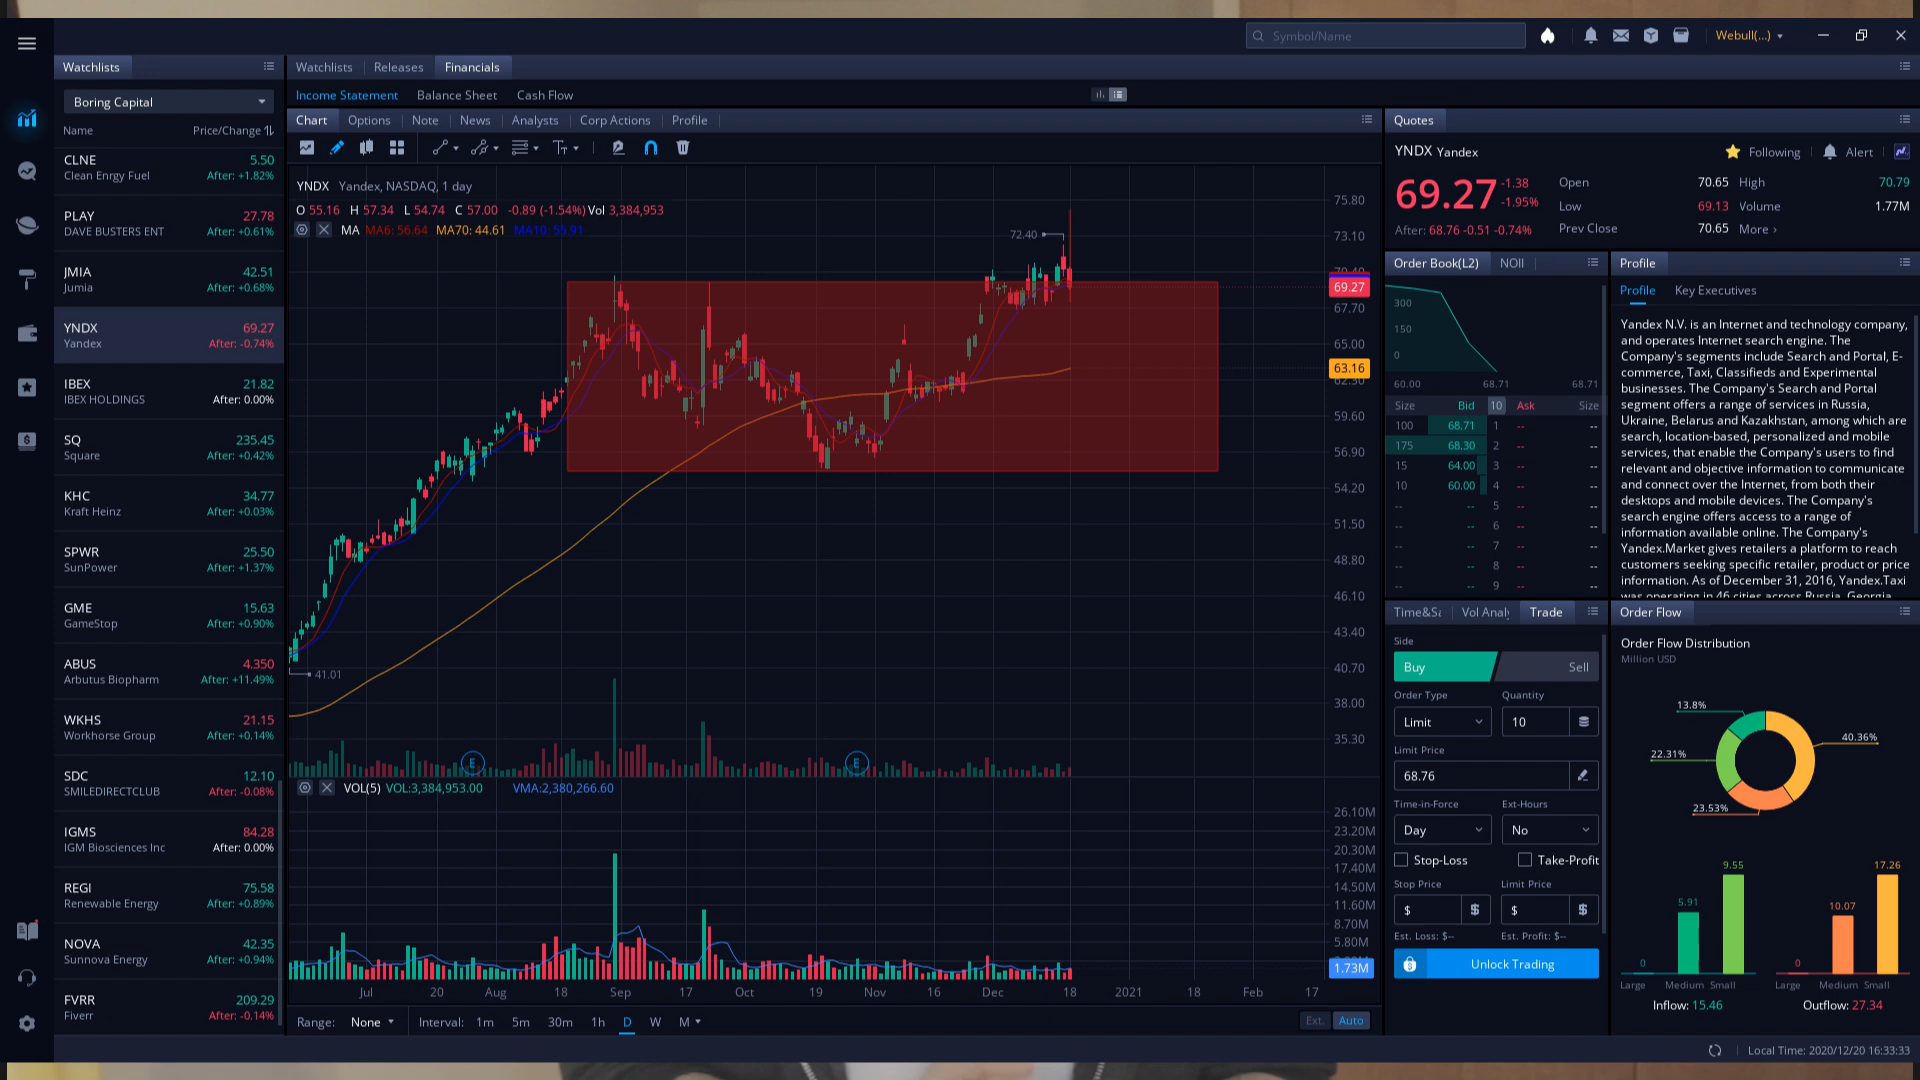 Symbol/Name
Webull(...)
Watchlists
Boring Capital
Name
Price/Change
CLNE 5.50
Clean Enrgy Fuel After: +1.82%
PLAY 27.78
DAVE BUSTERS ENT After: +0.61%
JMIA 42.51
Jumia After: +0.68%
YNDX 69.27
Yandex After: -0.74%
IBEX 21.82
IBEX HOLDINGS After: 0.00%
SQ 235.45
Square After: +0.42%
KHC 34.77
Kraft Heinz After: +0.03%
SPWR 25.50
SunPower After: +1.37%
GME 15.63
GameStop After: +0.90%
ABUS 4.350
Arbutus Biopharm After: +11.49%
WKHS 21.15
Workhorse Group After: +0.14%
SDC 12.10
SMILEDIRECTCLUB After: -0.08%
IGMS 84.28
IGM Biosciences Inc After: 0.00%
REGI 75.58
Renewable Energy After: +0.89%
NOVA 42.35
Sunnova Energy After: +0.94%
FVRR 209.29
Fiverr After: -0.14%
Watchlists Releases Financials
Income Statement Balance Sheet Cash Flow
Chart Options Note News Analysts Corp Actions Profile
YNDX Yandex, NASDAQ, 1 day
O 55.16 H 57.34 L 54.74 C 57.00 -0.89 (-1.54%) Vol 3,384,953
MA MA6: 56.64 MA70: 44.61 MA10: 55.91
72.40
41.01
75.80
73.10
70.40
69.27
67.70
65.00
63.16
62.30
59.60
56.90
54.20
51.50
48.80
46.10
43.40
40.70
38.00
35.30
E E
VOL(5) VOL:3,384,953.00 VMA:2,380,266.60
26.10M
23.20M
20.30M
17.40M
14.50M
11.60M
8.70M
5.80M
1.73M
Jul 20 Aug 18 Sep 17 Oct 19 Nov 16 Dec 18 2021 18 Feb 17
Range: None Interval: 1m 5m 30m 1h D W M
Ext. Auto
Quotes
YNDX Yandex
Following Alert
69.27 -1.38
-1.95%
After: 68.76 -0.51 -0.74%
Open 70.65 High 70.79
Low 69.13 Volume 1.77M
Prev Close 70.65 More ›
Order Book(L2) NOII
300
150
0
60.00 68.71 68.71
Size Bid 10 Ask Size
100 68.71 1 -- --
175 68.30 2 -- --
15 64.00 3 -- --
10 60.00 4 -- --
-- -- 5 -- --
-- -- 6 -- --
-- -- 7 -- --
-- -- 8 -- --
-- -- 9 -- --
Profile
Profile Key Executives
Yandex N.V. is an Internet and technology company,
and operates Internet search engine. The
Company's segments include Search and Portal, E-
commerce, Taxi, Classifieds and Experimental
businesses. The Company's Search and Portal
segment offers a range of services in Russia,
Ukraine, Belarus and Kazakhstan, among which are
search, location-based, personalized and mobile
services, that enable the Company's users to find
relevant and objective information to communicate
and connect over the Internet, from both their
desktops and mobile devices. The Company's
search engine offers access to a range of
information available online. The Company's
Yandex.Market gives retailers a platform to reach
customers seeking specific retailer, product or price
information. As of December 31, 2016, Yandex.Taxi
was operating in 46 cities across Russia, Georgia,
Time&Sa Vol Analy Trade
Side
Buy Sell
Order Type Quantity
Limit 10
Limit Price
68.76
Time-in-Force Ext-Hours
Day No
Stop-Loss Take-Profit
Stop Price Limit Price
$ $ $ $
Est. Loss: $-- Est. Profit: $--
Unlock Trading
Order Flow
Order Flow Distribution
Million USD
13.8%
40.36%
22.31%
23.53%
0 5.91 9.55
0 10.07 17.26
Large Medium Small
Large Medium Small
Inflow: 15.46 Outflow: 27.34
Local Time: 2020/12/20 16:33:33